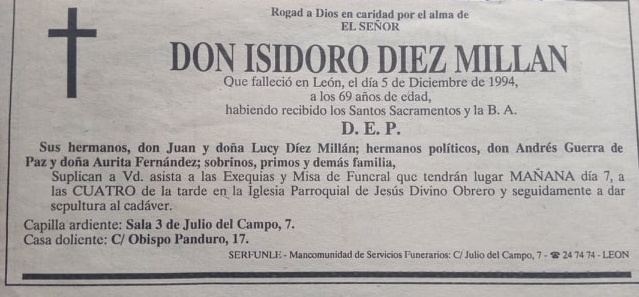 Rogad a Dios en caridad por el alma de
EL SEÑOR
DON ISIDORO DIEZ MILLAN
Que falleció en León, el día 5 de Diciembre de 1994,
a los 69 años de edad,
habiendo recibido los Santos Sacramentos y la B. A.
D. E. P.
Sus hermanos, don Juan y doña Lucy Díez Millán; hermanos políticos, don Andrés Guerra de
Paz y doña Aurita Fernández; sobrinos, primos y demás familia,
Suplican a Vd. asista a las Exequias y Misa de Funeral que tendrán lugar MAÑANA día 7, a
las CUATRO de la tarde en la Iglesia Parroquial de Jesús Divino Obrero y seguidamente a dar
sepultura al cadáver.
Capilla ardiente: Sala 3 de Julio del Campo, 7.
Casa doliente: C/ Obispo Panduro, 17.
SERFUNLE - Mancomunidad de Servicios Funerarios: C/ Julio del Campo, 7 - ☎ 24 74 74 - LEON